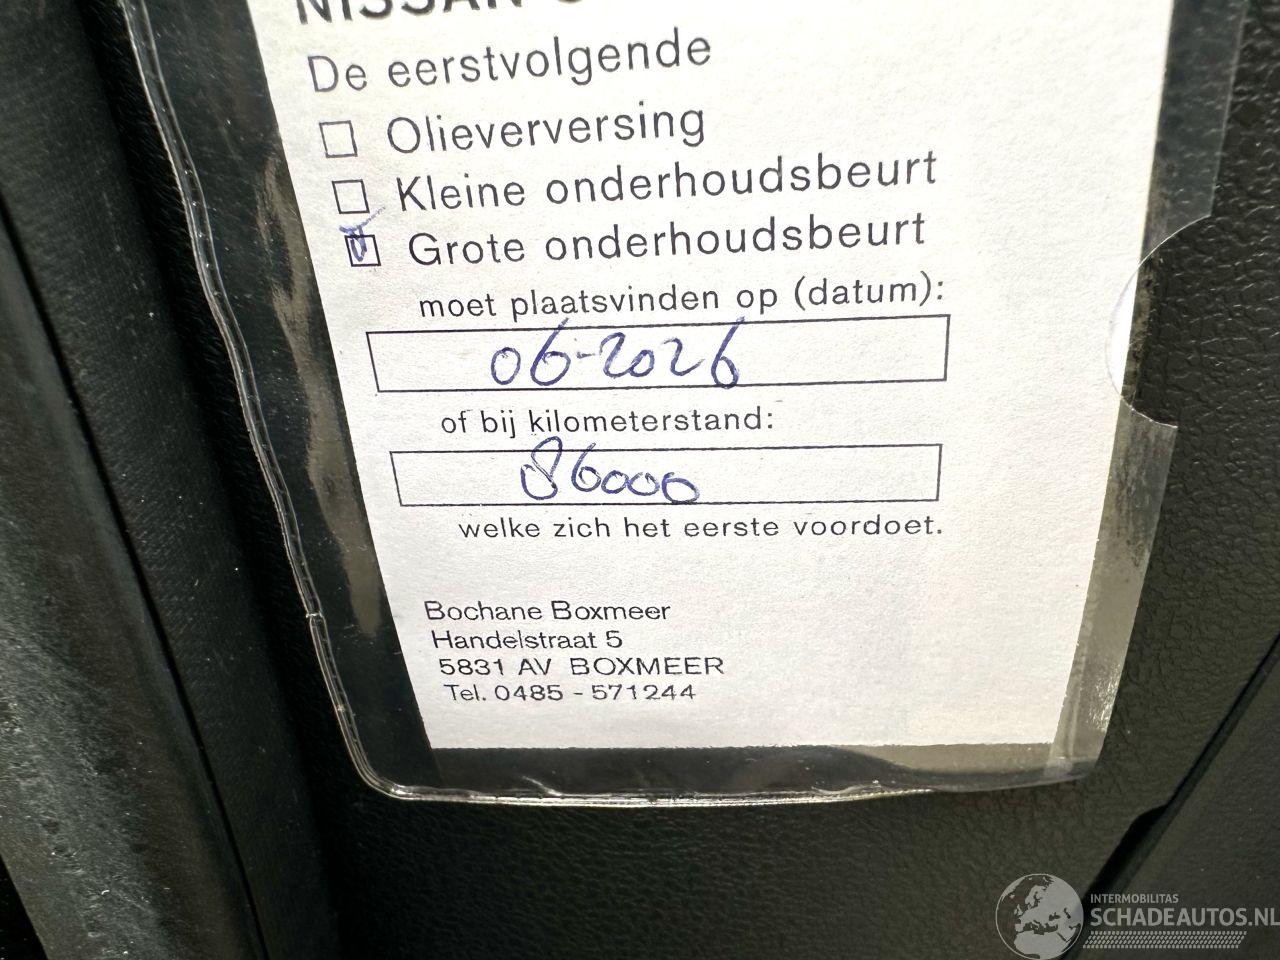 NISSAN
De eerstvolgende
Olieverversing
Kleine onderhoudsbeurt
Grote onderhoudsbeurt
moet plaatsvinden op (datum):
06-2026
of bij kilometerstand:
86000
welke zich het eerste voordoet.
Bochane Boxmeer
Handelstraat 5
5831 AV BOXMEER
Tel. 0485 - 571244
INTERMOBILITAS
SCHADEAUTOS.NL